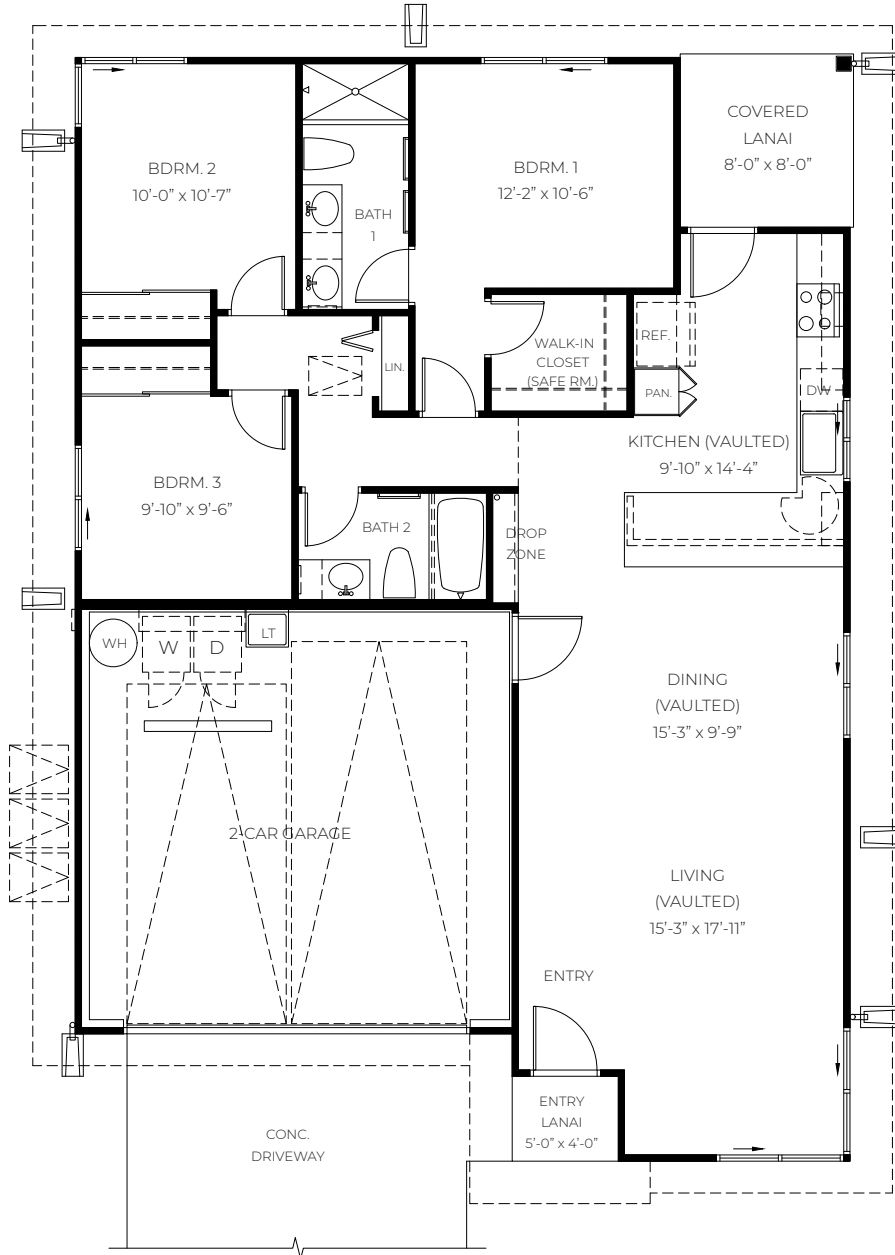 COVERED
LANAI
8'-0" x 8'-0"
BDRM. 2
10'-0" x 10'-7"
BDRM. 1
12'-2" x 10'-6"
BATH
1
REF.
WALK-IN
CLOSET
(SAFE RM.)
LIN.
PAN.
DW
KITCHEN (VAULTED)
9'-10" x 14'-4"
BDRM. 3
9'-10" x 9'-6"
BATH 2
DROP
ZONE
WH
W
D
LT
DINING
(VAULTED)
15'-3" x 9'-9"
2-CAR GARAGE
LIVING
(VAULTED)
15'-3" x 17'-11"
ENTRY
ENTRY
LANAI
5'-0" x 4'-0"
CONC.
DRIVEWAY